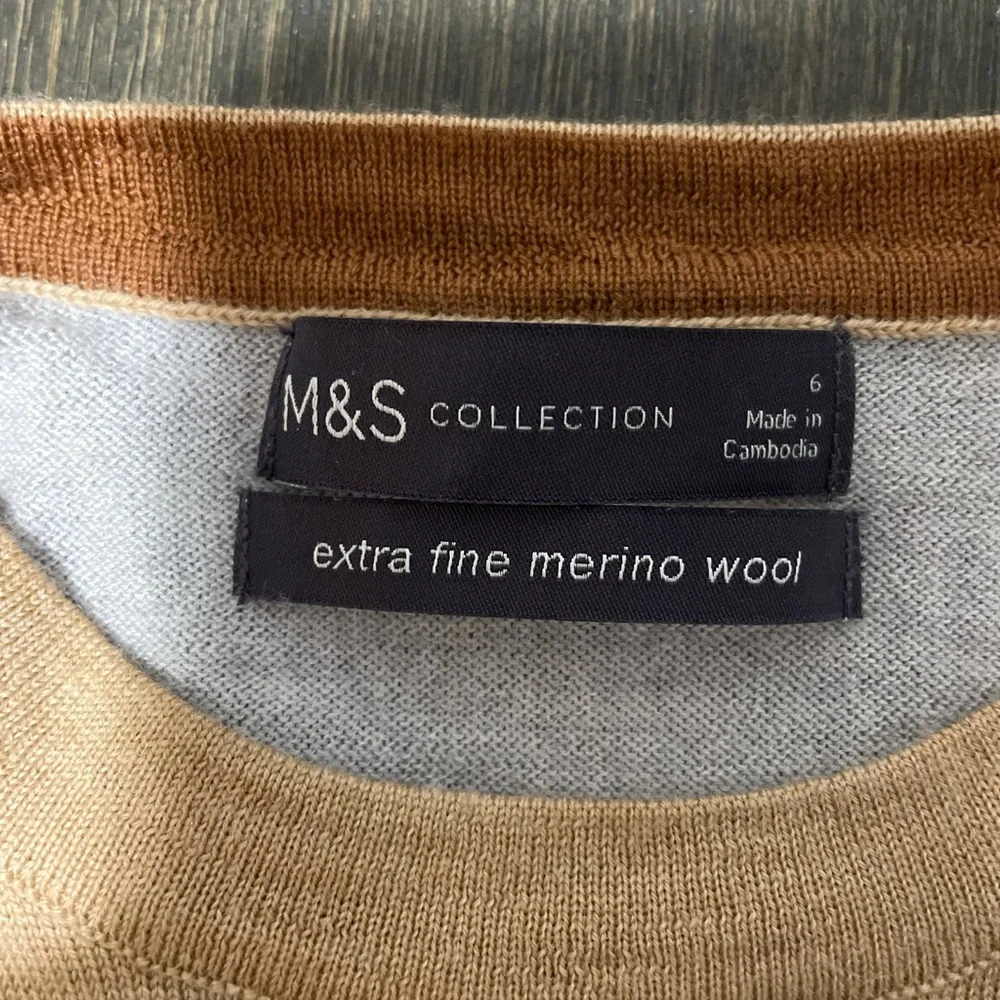 M&S COLLECTION
6
Made in
Cambodia
extra fine merino wool